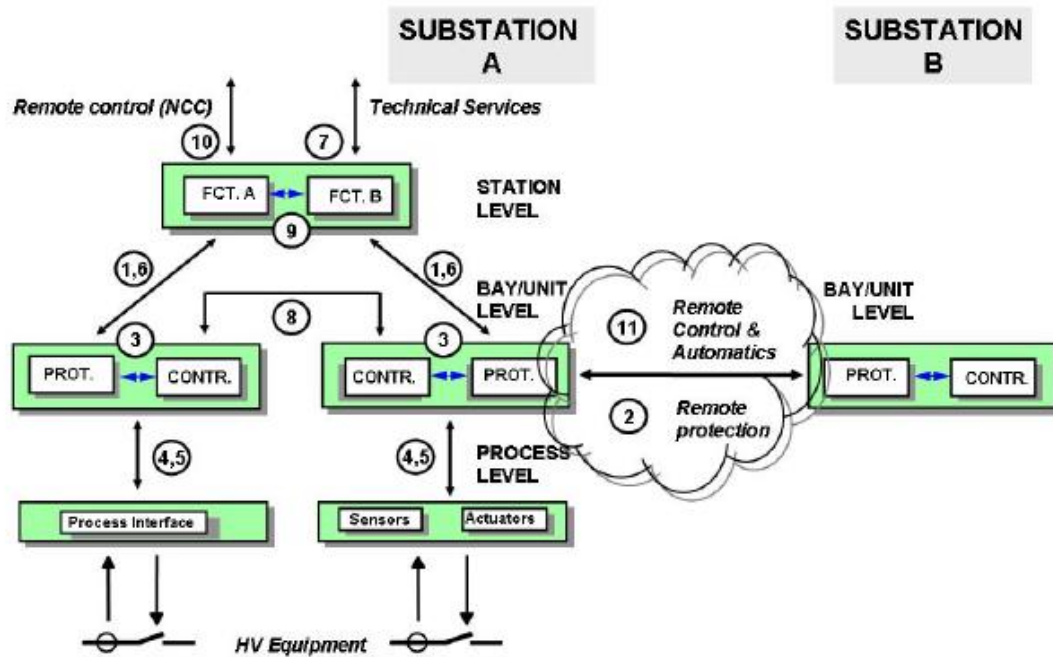 SUBSTATION
A
SUBSTATION
B
Remote control (NCC)
Technical Services
10
7
FCT. A
FCT. B
STATION
LEVEL
9
1,6
1,6
BAY/UNIT
LEVEL
BAY/UNIT
LEVEL
8
11
Remote
Control &
Automatics
3
3
PROT.
CONTR.
CONTR.
PROT.
PROT.
CONTR.
2
Remote
protection
4,5
4,5
PROCESS
LEVEL
Process Interface
Sensors
Actuators
HV Equipment